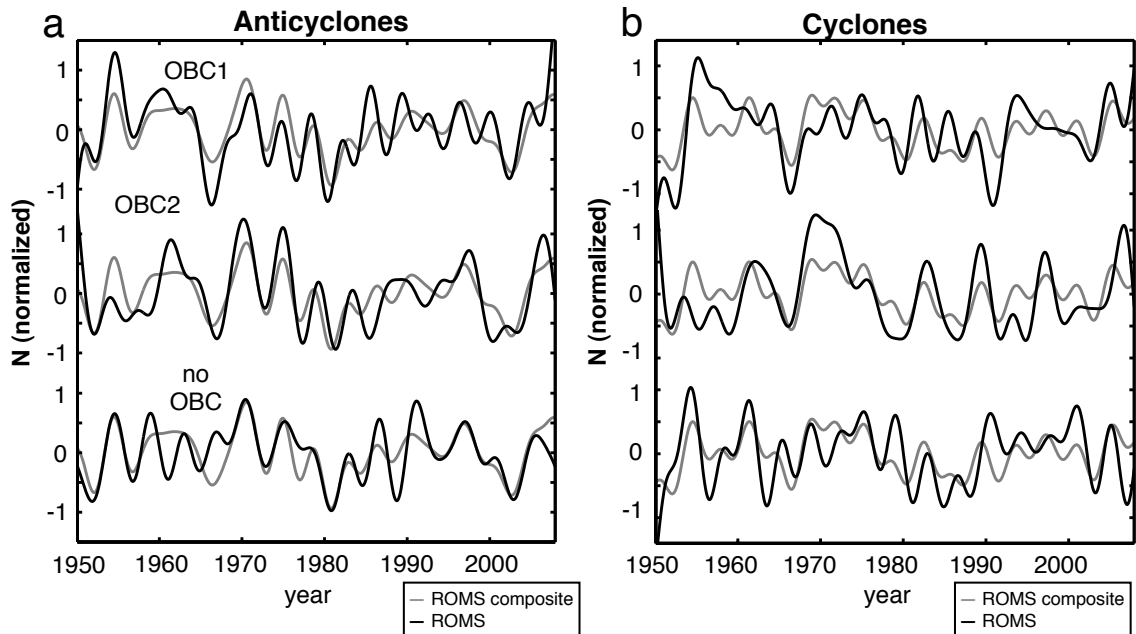 a
Anticyclones
N (normalized)
1
0
-1
1
0
-1
1
0
-1
OBC1
OBC2
no
OBC
1950 1960 1970 1980 1990 2000
year
ROMS composite
ROMS
b
Cyclones
N (normalized)
1
0
-1
1
0
-1
1
0
-1
1950 1960 1970 1980 1990 2000
year
ROMS composite
ROMS